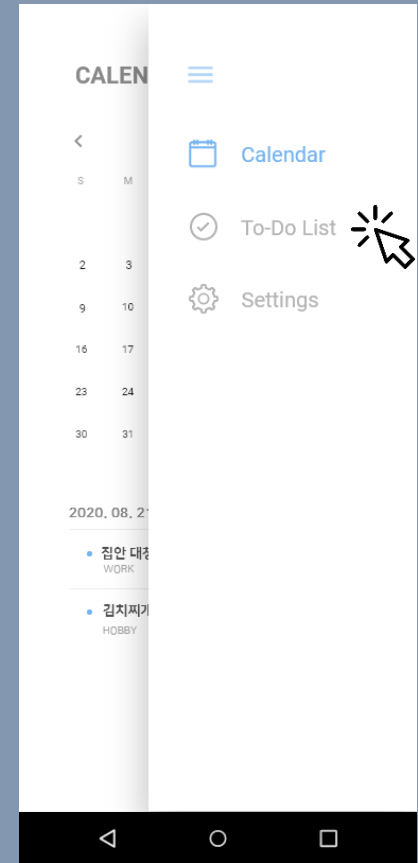 CALEN
Calendar
S M
To-Do List
2 3
Settings
9 10
16 17
23 24
30 31
2020. 08. 21
집안 대청
WORK
김치찌개
HOBBY